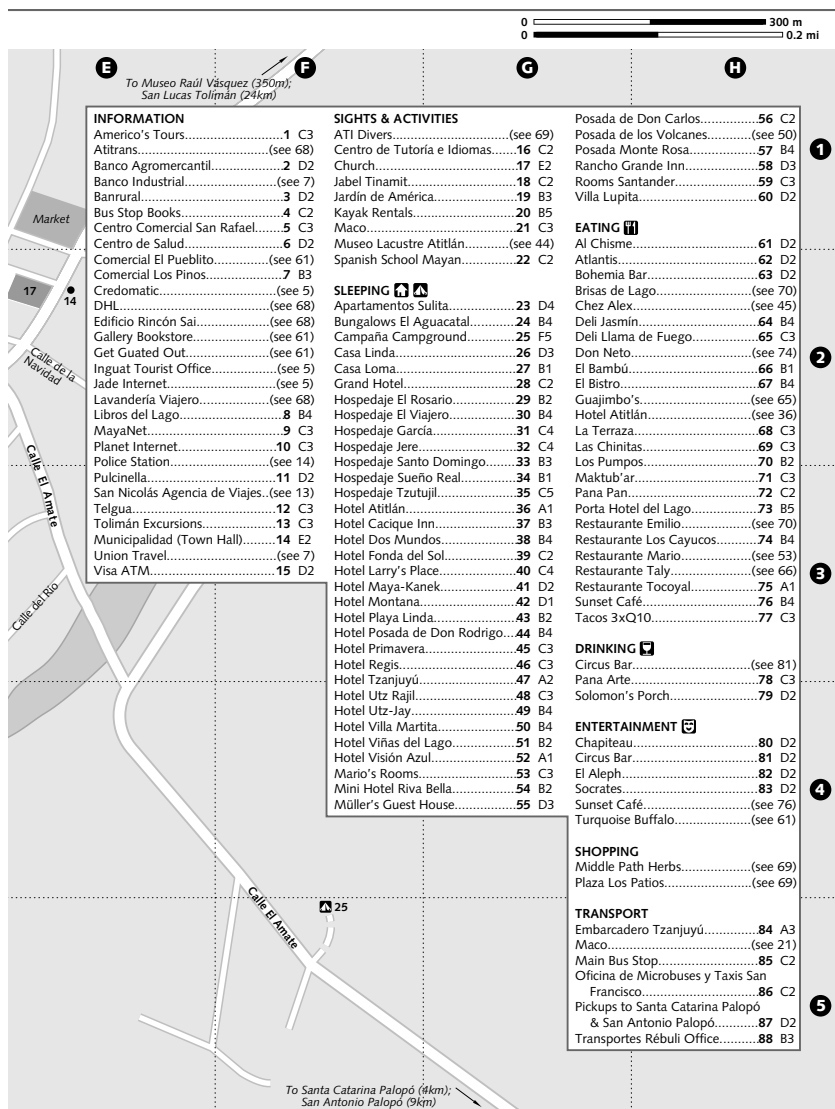 0 300 m
0 0.2 mi
E F G H
To Museo Raúl Vásquez (350m);
San Lucas Tolimán (24km)
INFORMATION
Americo's Tours 1 C3
Atitrans (see 68)
Banco Agromercantil 2 D2
Banco Industrial (see 7)
Banrural 3 D2
Bus Stop Books 4 C2
Centro Comercial San Rafael 5 C3
Centro de Salud 6 D2
Comercial El Pueblito (see 61)
Comercial Los Pinos 7 B3
Credomatic (see 5)
DHL (see 68)
Edificio Rincón Sai (see 68)
Gallery Bookstore (see 61)
Get Guated Out (see 61)
Inguat Tourist Office (see 5)
Jade Internet (see 5)
Lavandería Viajero (see 68)
Libros del Lago 8 B4
MayaNet 9 C3
Planet Internet 10 C3
Police Station (see 14)
Pulcinella 11 D2
San Nicolás Agencia de Viajes..(see 13)
Telgua 12 C3
Tolimán Excursions 13 C3
Municipalidad (Town Hall) 14 E2
Union Travel (see 7)
Visa ATM 15 D2
SIGHTS & ACTIVITIES
ATI Divers (see 69)
Centro de Tutoría e Idiomas 16 C2
Church 17 E2
Jabel Tinamit 18 C2
Jardín de América 19 B3
Kayak Rentals 20 B5
Maco 21 C3
Museo Lacustre Atitlán (see 44)
Spanish School Mayan 22 C2
SLEEPING
Apartamentos Sulita 23 D4
Bungalows El Aguacatal 24 B4
Campaña Campground 25 F5
Casa Linda 26 D3
Casa Loma 27 B1
Grand Hotel 28 C2
Hospedaje El Rosario 29 B2
Hospedaje El Viajero 30 B4
Hospedaje García 31 C4
Hospedaje Jere 32 C4
Hospedaje Santo Domingo 33 B3
Hospedaje Sueño Real 34 B1
Hospedaje Tzutujil 35 C5
Hotel Atitlán 36 A1
Hotel Cacique Inn 37 B3
Hotel Dos Mundos 38 B4
Hotel Fonda del Sol 39 C2
Hotel Larry's Place 40 C4
Hotel Maya-Kanek 41 D2
Hotel Montana 42 D1
Hotel Playa Linda 43 B2
Hotel Posada de Don Rodrigo 44 B4
Hotel Primavera 45 C3
Hotel Regis 46 C3
Hotel Tzanjuyú 47 A2
Hotel Utz Rajil 48 C3
Hotel Utz-Jay 49 B4
Hotel Villa Martita 50 B4
Hotel Viñas del Lago 51 B2
Hotel Visión Azul 52 A1
Mario's Rooms 53 C3
Mini Hotel Riva Bella 54 B2
Müller's Guest House 55 D3
Posada de Don Carlos 56 C2
Posada de los Volcanes (see 50)
Posada Monte Rosa 57 B4
Rancho Grande Inn 58 D3
Rooms Santander 59 C3
Villa Lupita 60 D2
EATING
Al Chisme 61 D2
Atlantis 62 D2
Bohemia Bar 63 D2
Brisas de Lago (see 70)
Chez Alex (see 45)
Deli Jasmín 64 B4
Deli Llama de Fuego 65 C3
Don Neto (see 74)
El Bambú 66 B1
El Bistro 67 B4
Guajimbo's (see 65)
Hotel Atitlán (see 36)
La Terraza 68 C3
Las Chinitas 69 C3
Los Pumpos 70 B2
Maktub'ar 71 C3
Pana Pan 72 C2
Porta Hotel del Lago 73 B5
Restaurante Emilio (see 70)
Restaurante Los Cayucos 74 B4
Restaurante Mario (see 53)
Restaurante Taly (see 66)
Restaurante Tocoyal 75 A1
Sunset Café 76 B4
Tacos 3xQ10 77 C3
DRINKING
Circus Bar (see 81)
Pana Arte 78 C3
Solomon's Porch 79 D2
ENTERTAINMENT
Chapiteau 80 D2
Circus Bar 81 D2
El Aleph 82 D2
Socrates 83 D2
Sunset Café (see 76)
Turquoise Buffalo (see 61)
SHOPPING
Middle Path Herbs (see 69)
Plaza Los Patios (see 69)
TRANSPORT
Embarcadero Tzanjuyú 84 A3
Maco (see 21)
Main Bus Stop 85 C2
Oficina de Microbuses y Taxis San
Francisco 86 C2
Pickups to Santa Catarina Palopó
& San Antonio Palopó 87 D2
Transportes Rébuli Office 88 B3
1
2
3
4
5
Market
17
14
Calle de la
Navidad
Calle El Amate
Calle del Río
Calle El Amate
25
To Santa Catarina Palopó (4km);
San Antonio Palopó (9km)